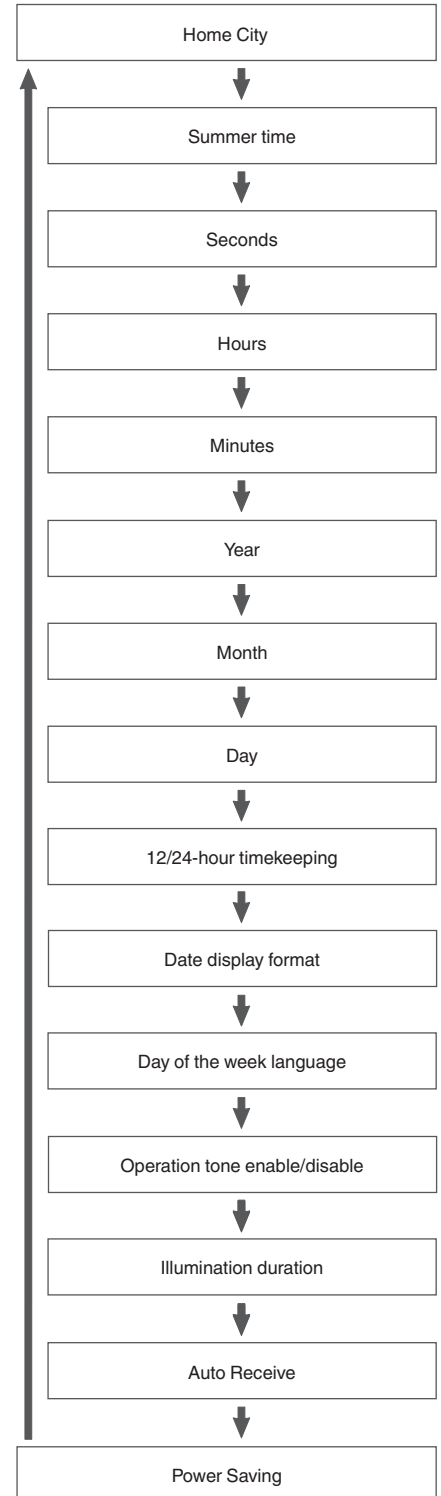 Home City
Summer time
Seconds
Hours
Minutes
Year
Month
Day
12/24-hour timekeeping
Date display format
Day of the week language
Operation tone enable/disable
Illumination duration
Auto Receive
Power Saving